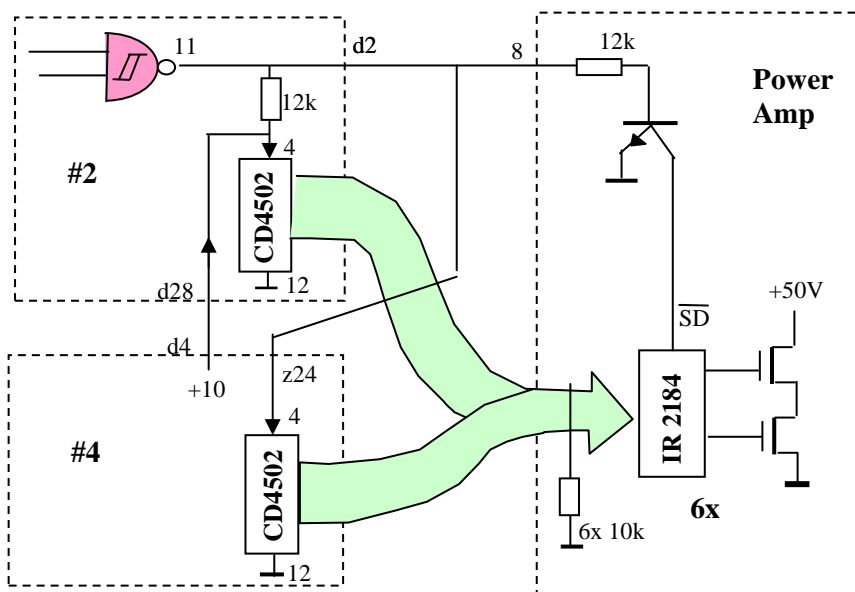 11
d2
8
12k
Power
Amp
12k
4
#2
CD4502
12
d28
+50V
SD
d4
+10
z24
4
IR 2184
#4
CD4502
6x
6x 10k
12